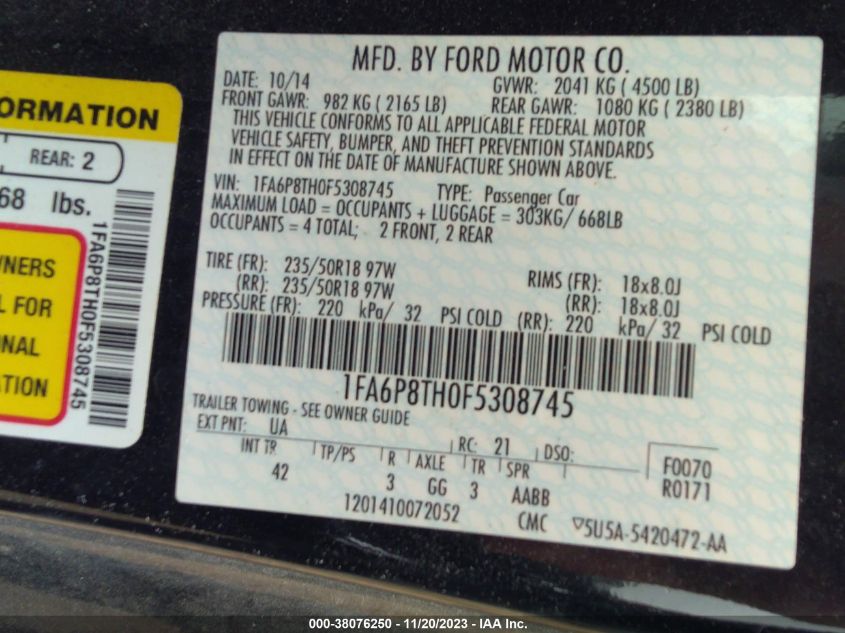 ORMATION
REAR: 2
68 lbs.
WNERS
L FOR
ONAL
ATION
1FA6P8TH0F5308745
MFD. BY FORD MOTOR CO.
DATE: 10/14 GVWR: 2041 KG ( 4500 LB)
FRONT GAWR: 982 KG ( 2165 LB) REAR GAWR: 1080 KG ( 2380 LB)
THIS VEHICLE CONFORMS TO ALL APPLICABLE FEDERAL MOTOR
VEHICLE SAFETY, BUMPER, AND THEFT PREVENTION STANDARDS
IN EFFECT ON THE DATE OF MANUFACTURE SHOWN ABOVE.
VIN: 1FA6P8TH0F5308745 TYPE: Passenger Car
MAXIMUM LOAD = OCCUPANTS + LUGGAGE = 303KG/ 668LB
OCCUPANTS = 4 TOTAL; 2 FRONT, 2 REAR
TIRE (FR): 235/50R18 97W RIMS (FR): 18x8.0J
(RR): 235/50R18 97W (RR): 18x8.0J
PRESSURE (FR): 220 kPa/ 32 PSI COLD (RR): 220 kPa/ 32 PSI COLD
1FA6P8TH0F5308745
TRAILER TOWING - SEE OWNER GUIDE
EXT PNT: UA RC: 21 DSO:
INT TR TP/PS R AXLE TR SPR F0070
42 3 GG 3 AABB R0171
1201410072052 CMC 5U5A-5420472-AA
000-38076250 - 11/20/2023 - IAA Inc.